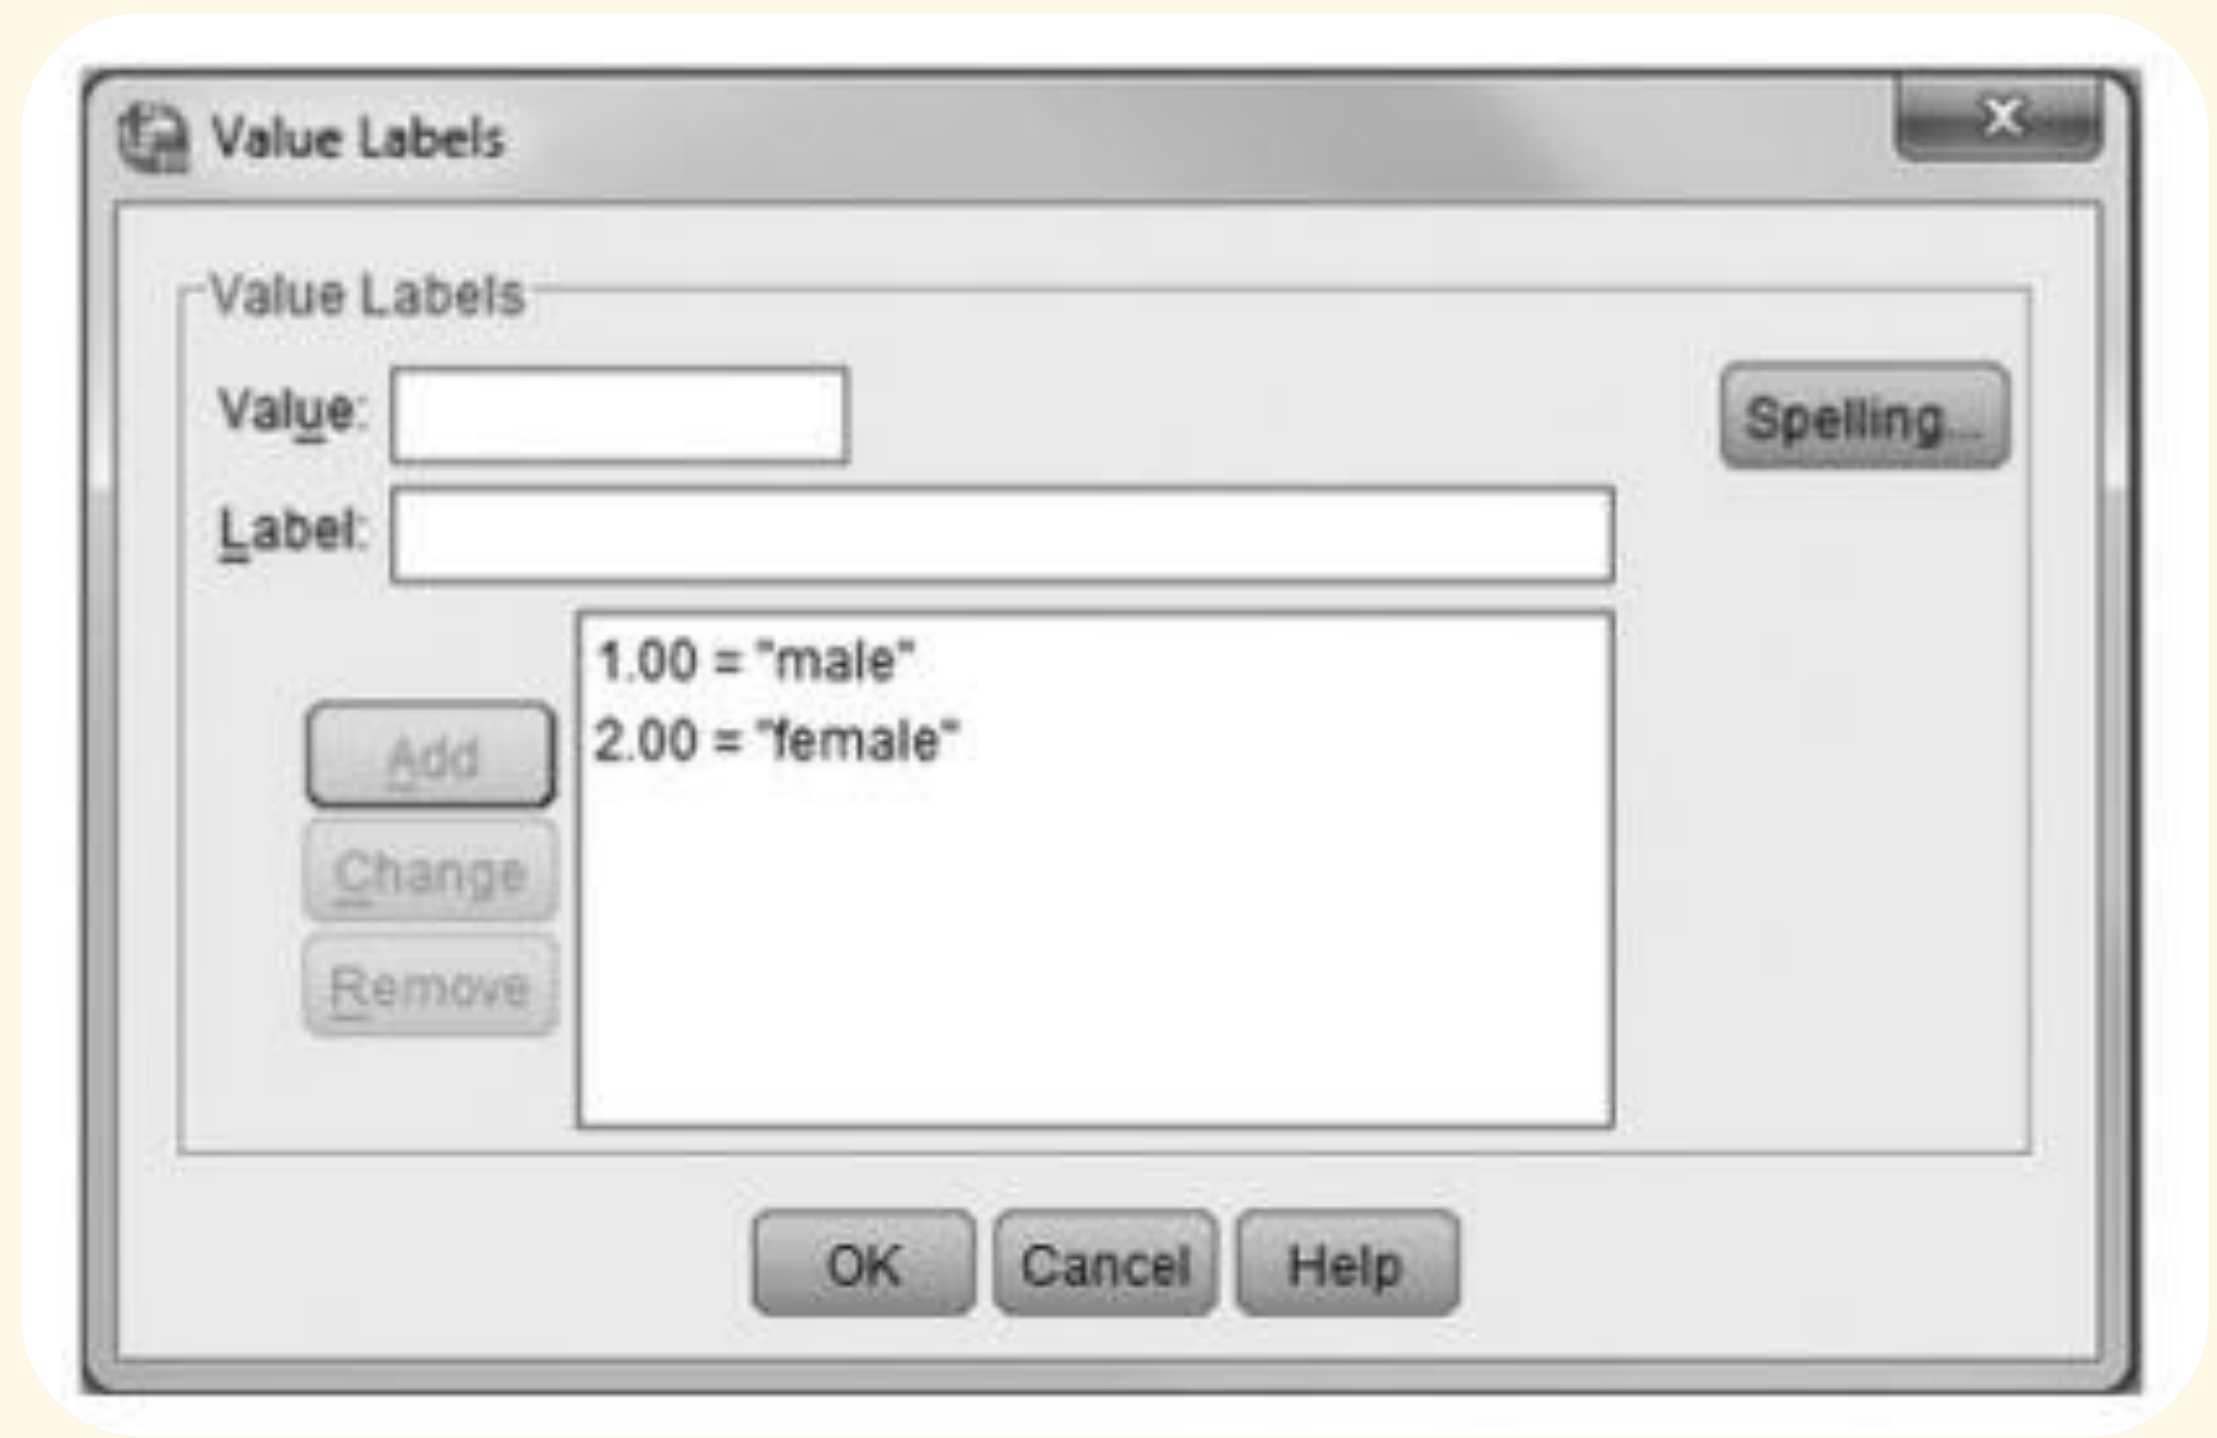 Value Labels
x
Value Labels
Value:
Spelling...
Label:
1.00 = "male"
2.00 = "female"
Add
Change
Remove
OK
Cancel
Help